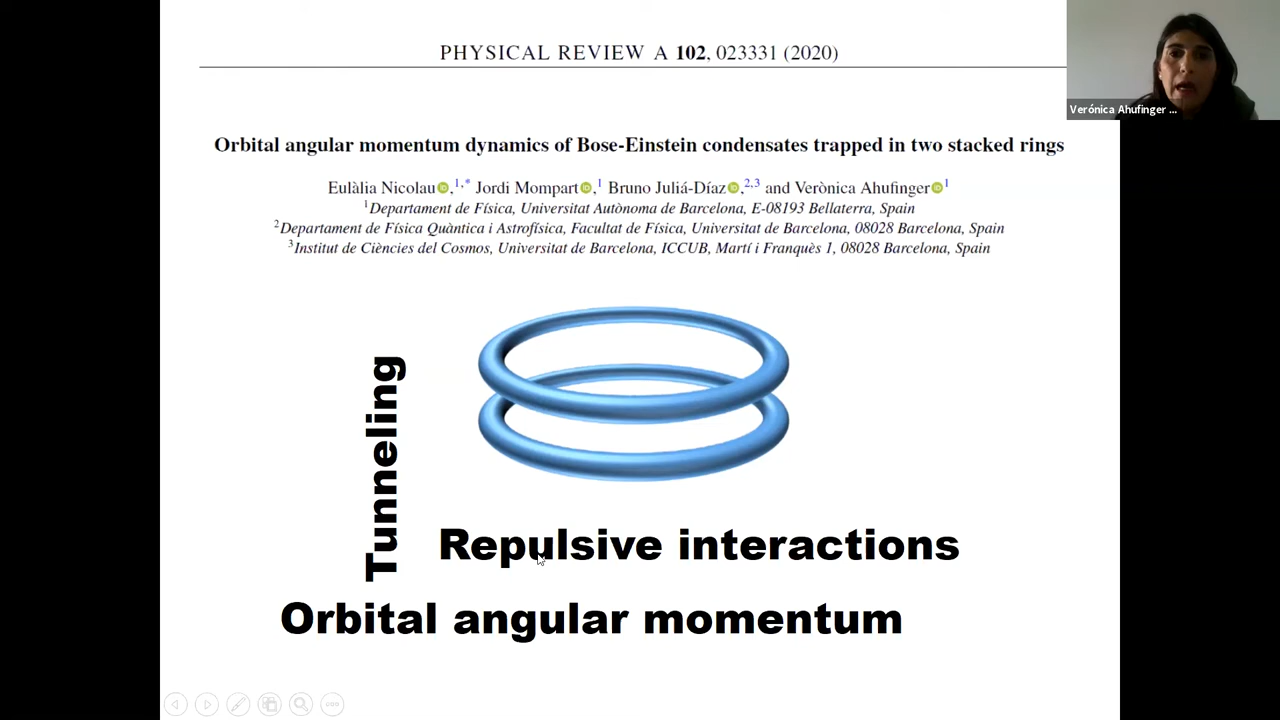 PHYSICAL REVIEW A 102, 023331 (2020)
Verónica Ahufinger ...
Orbital angular momentum dynamics of Bose-Einstein condensates trapped in two stacked rings
Eulàlia Nicolau,1,* Jordi Mompart,1 Bruno Juliá-Díaz,2,3 and Verònica Ahufinger1
1Departament de Física, Universitat Autònoma de Barcelona, E-08193 Bellaterra, Spain
2Departament de Física Quàntica i Astrofísica, Facultat de Física, Universitat de Barcelona, 08028 Barcelona, Spain
3Institut de Ciències del Cosmos, Universitat de Barcelona, ICCUB, Martí i Franquès 1, 08028 Barcelona, Spain
Tunneling
Repulsive interactions
Orbital angular momentum